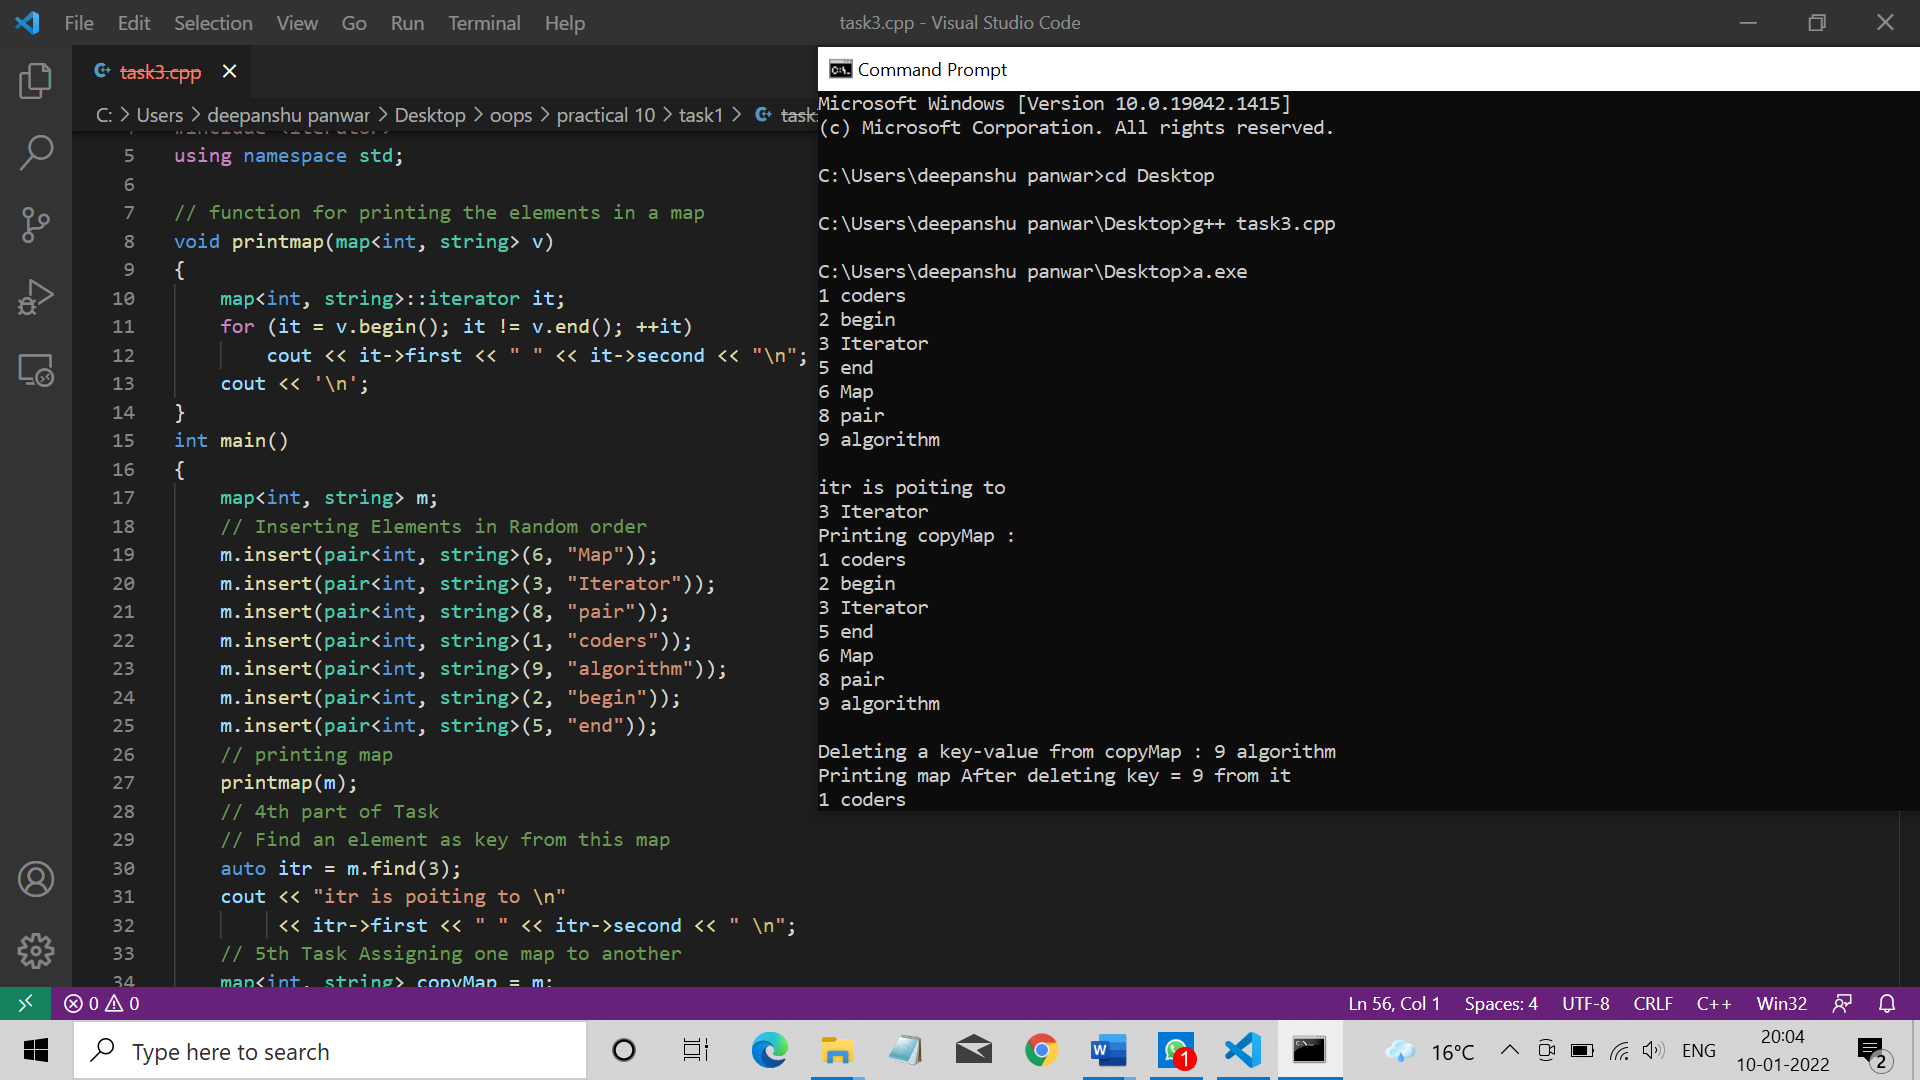 File Edit Selection View Go Run Terminal Help
task3.cpp - Visual Studio Code
task3.cpp
C: > Users > deepanshu panwar > Desktop > oops > practical 10 > task1 > task
4 #include <iterator>
5 using namespace std;
6
7 // function for printing the elements in a map
8 void printmap(map<int, string> v)
9 {
10 map<int, string>::iterator it;
11 for (it = v.begin(); it != v.end(); ++it)
12 cout << it->first << " " << it->second << "\n";
13 cout << '\n';
14 }
15 int main()
16 {
17 map<int, string> m;
18 // Inserting Elements in Random order
19 m.insert(pair<int, string>(6, "Map"));
20 m.insert(pair<int, string>(3, "Iterator"));
21 m.insert(pair<int, string>(8, "pair"));
22 m.insert(pair<int, string>(1, "coders"));
23 m.insert(pair<int, string>(9, "algorithm"));
24 m.insert(pair<int, string>(2, "begin"));
25 m.insert(pair<int, string>(5, "end"));
26 // printing map
27 printmap(m);
28 // 4th part of Task
29 // Find an element as key from this map
30 auto itr = m.find(3);
31 cout << "itr is poiting to \n"
32 << itr->first << " " << itr->second << " \n";
33 // 5th Task Assigning one map to another
34 map<int, string> copyMap = m;
Command Prompt
Microsoft Windows [Version 10.0.19042.1415]
(c) Microsoft Corporation. All rights reserved.
C:\Users\deepanshu panwar>cd Desktop
C:\Users\deepanshu panwar\Desktop>g++ task3.cpp
C:\Users\deepanshu panwar\Desktop>a.exe
1 coders
2 begin
3 Iterator
5 end
6 Map
8 pair
9 algorithm
itr is poiting to
3 Iterator
Printing copyMap :
1 coders
2 begin
3 Iterator
5 end
6 Map
8 pair
9 algorithm
Deleting a key-value from copyMap : 9 algorithm
Printing map After deleting key = 9 from it
1 coders
0 0
Ln 56, Col 1 Spaces: 4 UTF-8 CRLF C++ Win32
Type here to search
W
1
16°C
ENG
20:04
10-01-2022
2